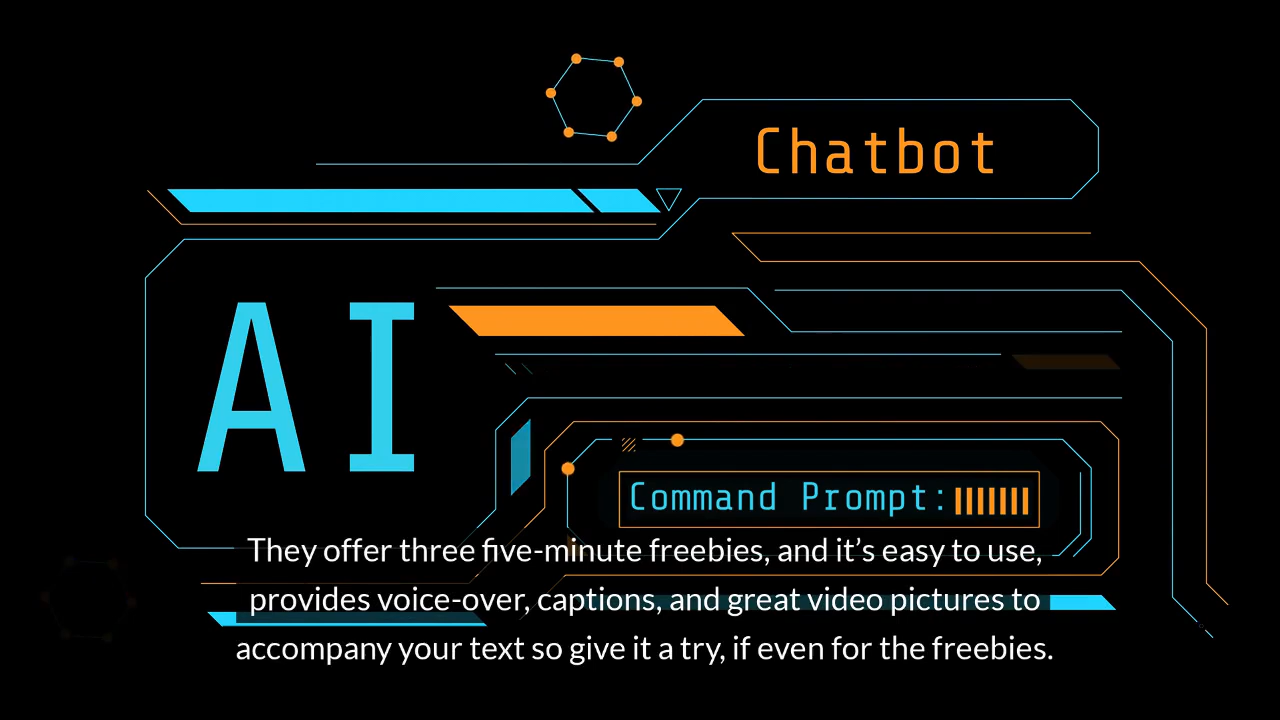 Chatbot
AI
Command Prompt:
They offer three five-minute freebies, and it’s easy to use,
provides voice-over, captions, and great video pictures to
accompany your text so give it a try, if even for the freebies.